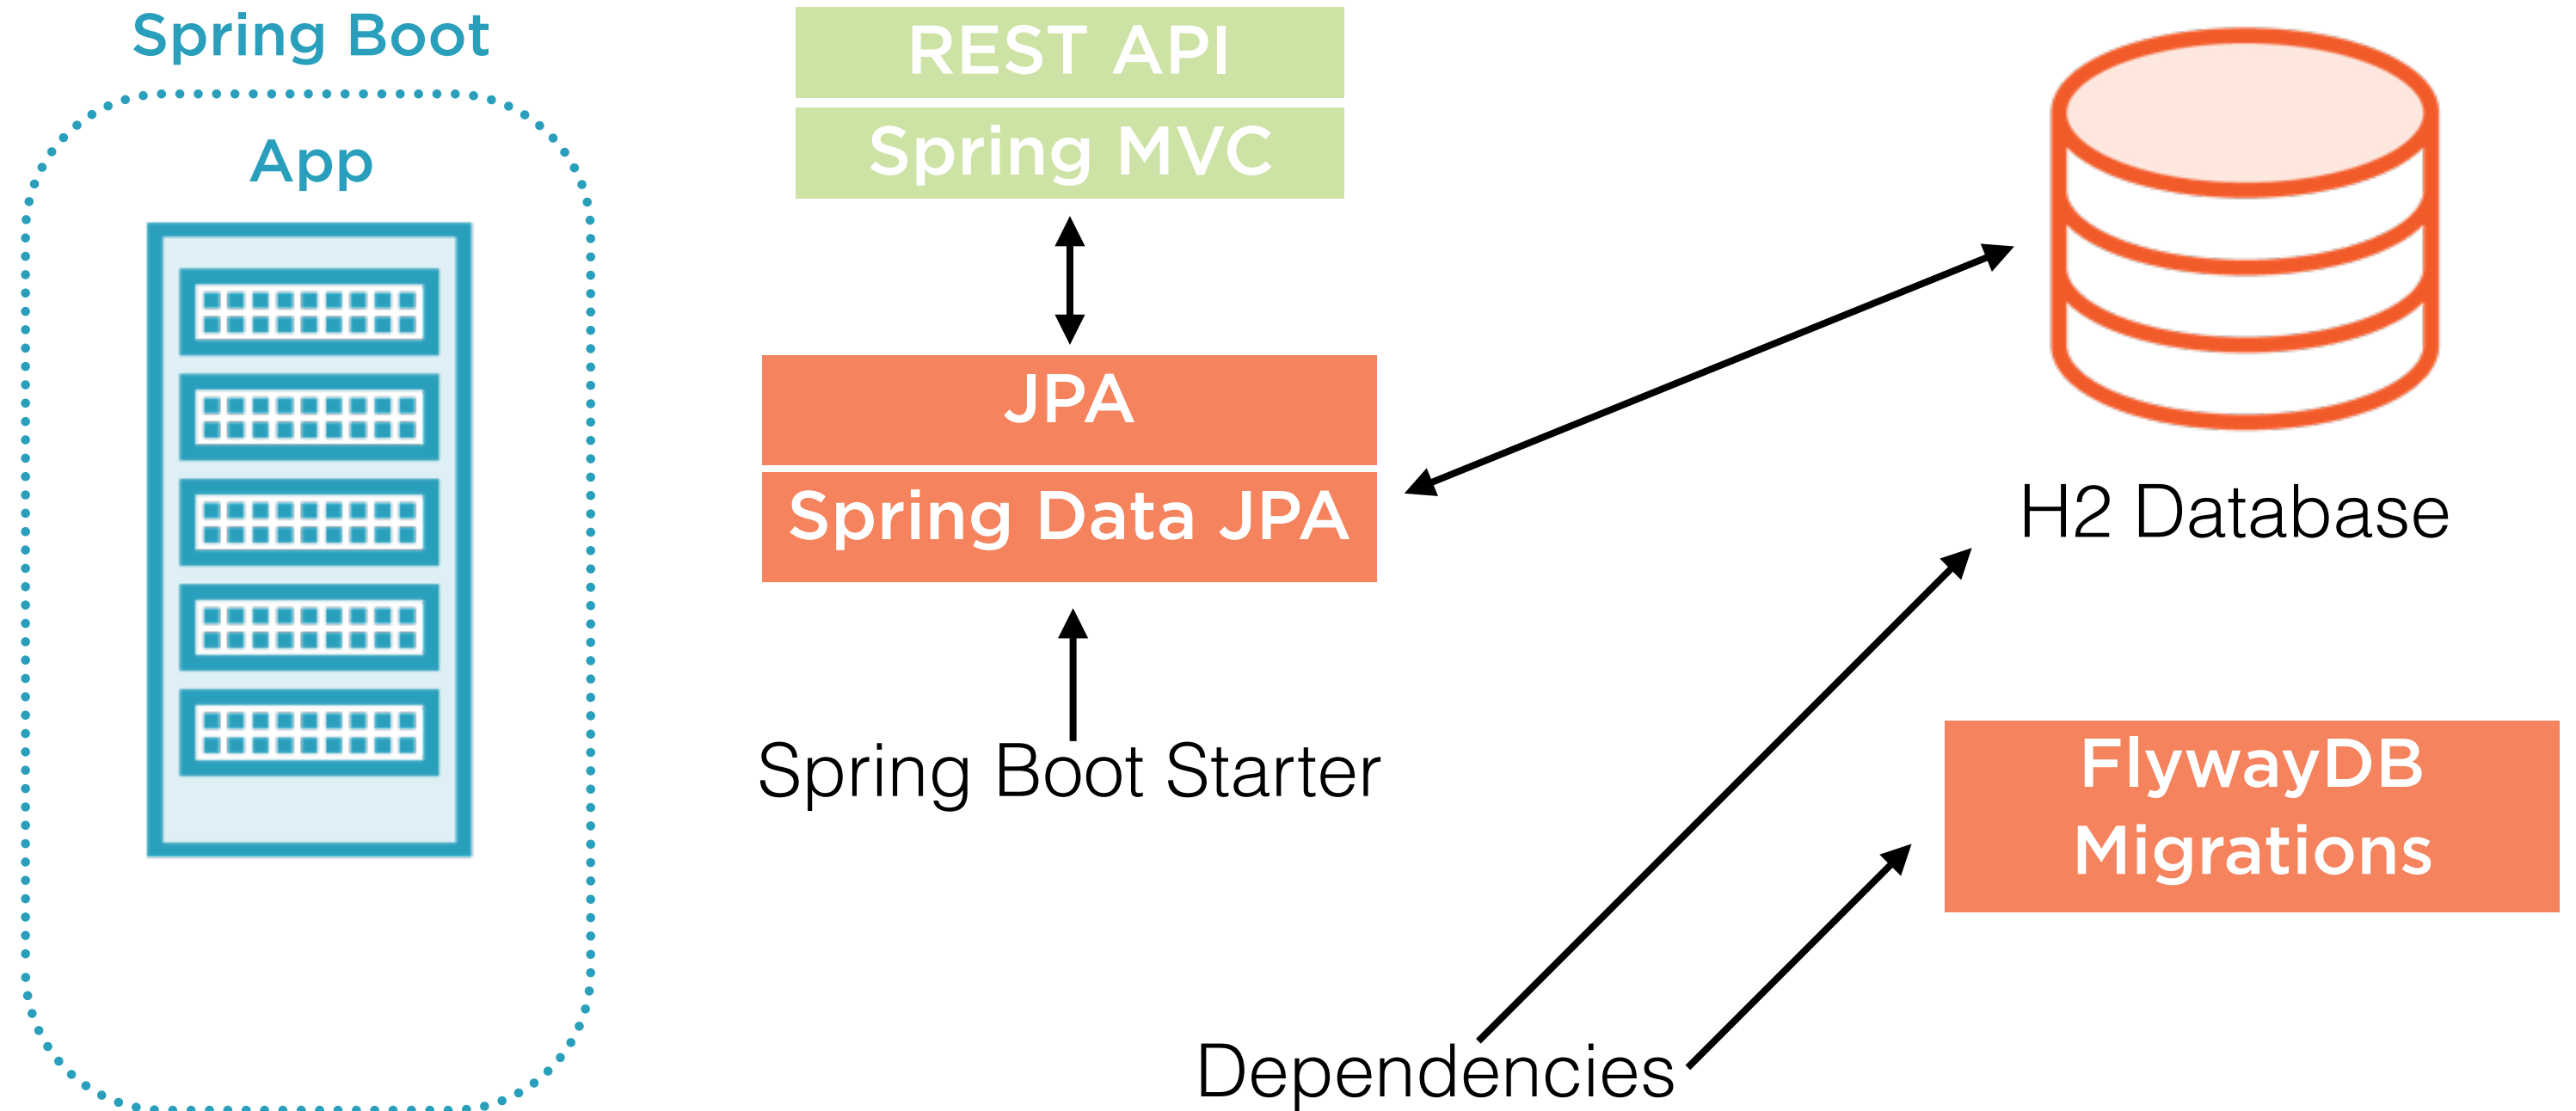 Spring Boot
App
REST API
Spring MVC
JPA
Spring Data JPA
Spring Boot Starter
H2 Database
FlywayDB
Migrations
Dependencies